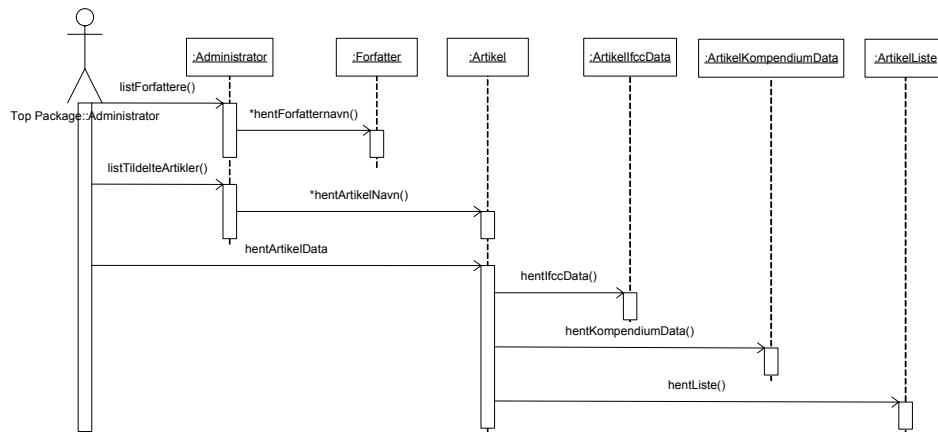 :Administrator
:Forfatter
:Artikel
:ArtikelIfccData
:ArtikelKompendiumData
:ArtikelListe
listForfattere()
Top Package::Administrator
*hentForfatternavn()
listTildelteArtikler()
*hentArtikelNavn()
hentArtikelData
hentIfccData()
hentKompendiumData()
hentListe()